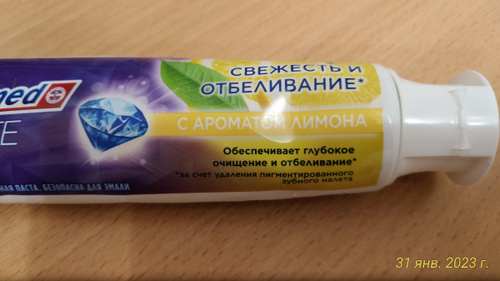 СВЕЖЕСТЬ И
ОТБЕЛИВАНИЕ*
С АРОМАТОМ ЛИМОНА
Обеспечивает глубокое
очищение и отбеливание*
*за счет удаления пигментированного
зубного налета
med
TE
НАЯ ПАСТА. БЕЗОПАСНА ДЛЯ ЭМАЛИ
31 янв. 2023 г.